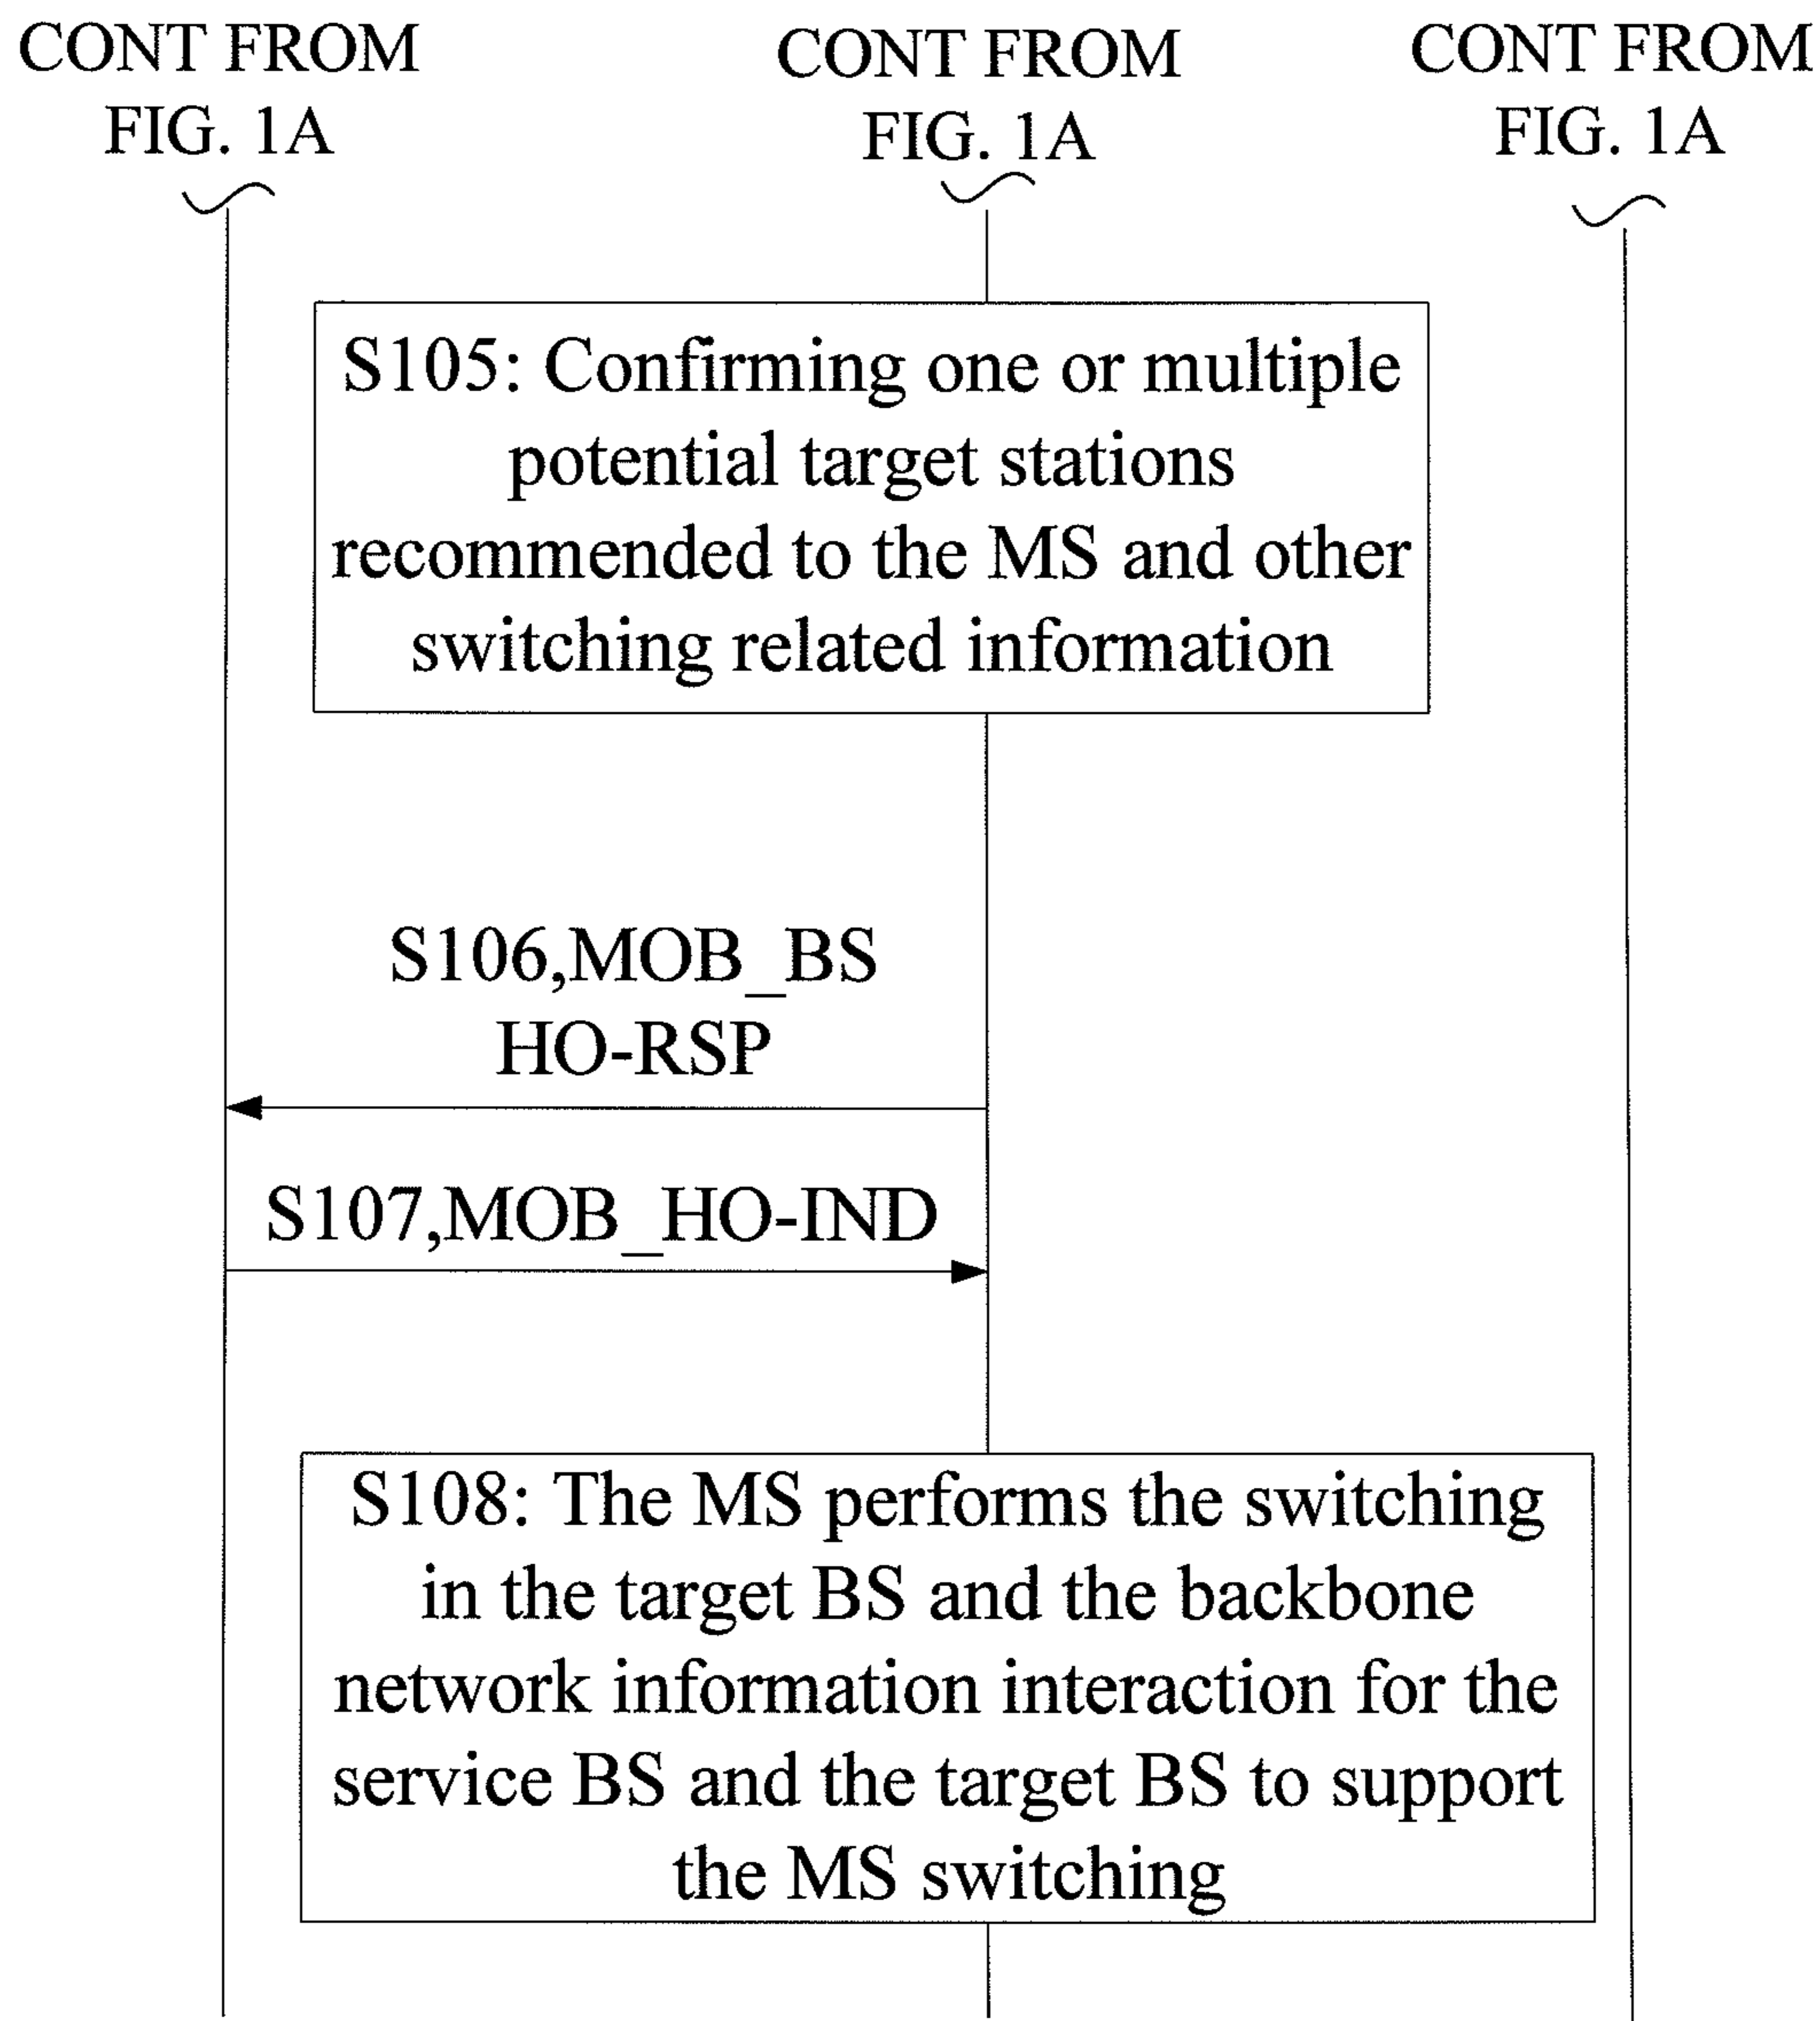 CONT FROM
FIG. 1A
CONT FROM
FIG. 1A
CONT FROM
FIG. 1A
S105: Confirming one or multiple
potential target stations
recommended to the MS and other
switching related information
S106,MOB_BS
HO-RSP
S107,MOB_HO-IND
S108: The MS performs the switching
in the target BS and the backbone
network information interaction for the
service BS and the target BS to support
the MS switching